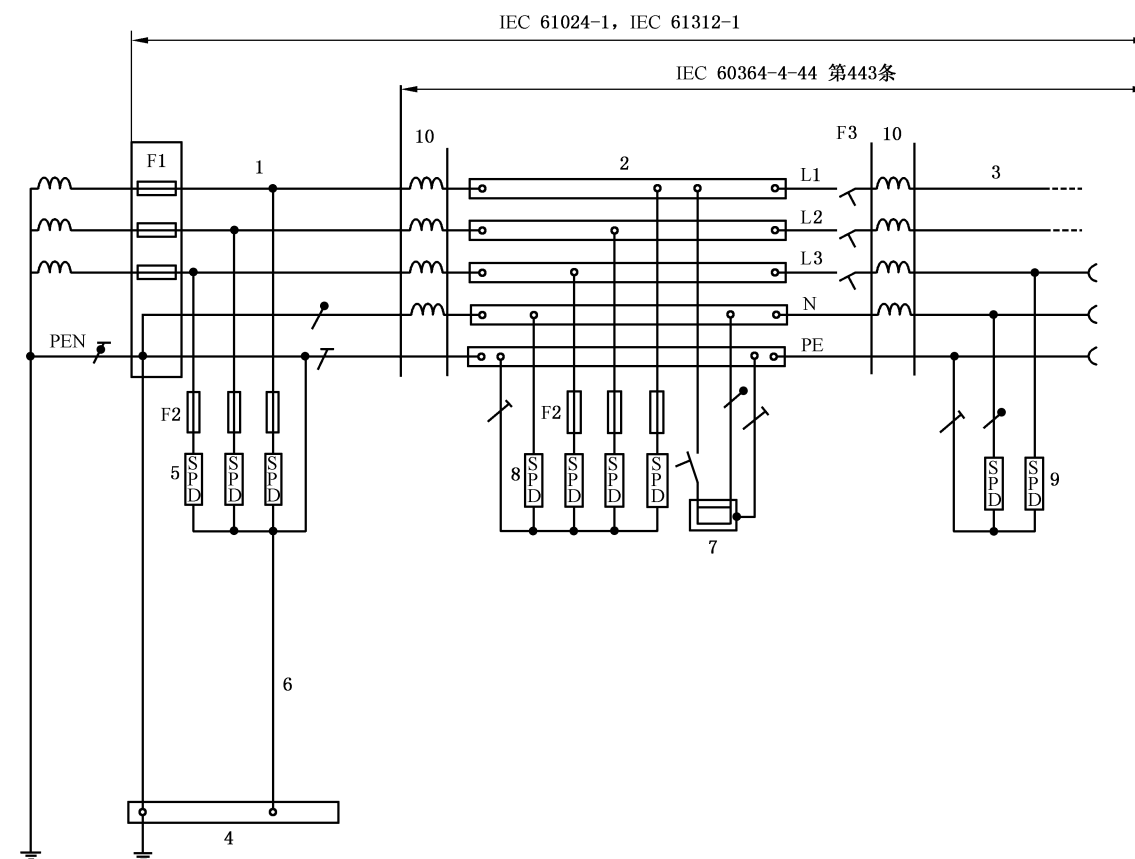 IEC 61024-1，IEC 61312-1
IEC 60364-4-44 第443条
F1
1
10
2
F3
10
3
L1
L2
L3
N
PE
PEN
F2
5
SPD
SPD
SPD
F2
8
SPD
SPD
SPD
SPD
7
SPD
SPD
9
6
4